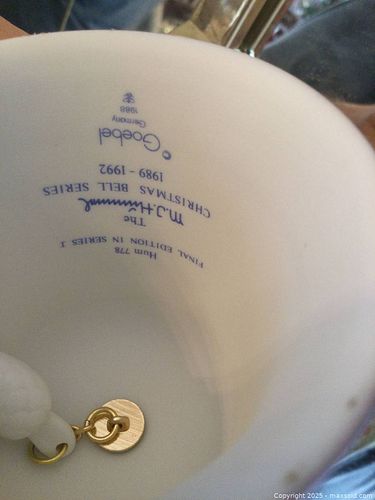 Hum 778
FINAL EDITION IN SERIES I
The
M.J. Hummel
CHRISTMAS BELL SERIES
1989 - 1992
© Goebel
Germany
1988
Copyright 2025 - maxsold.com